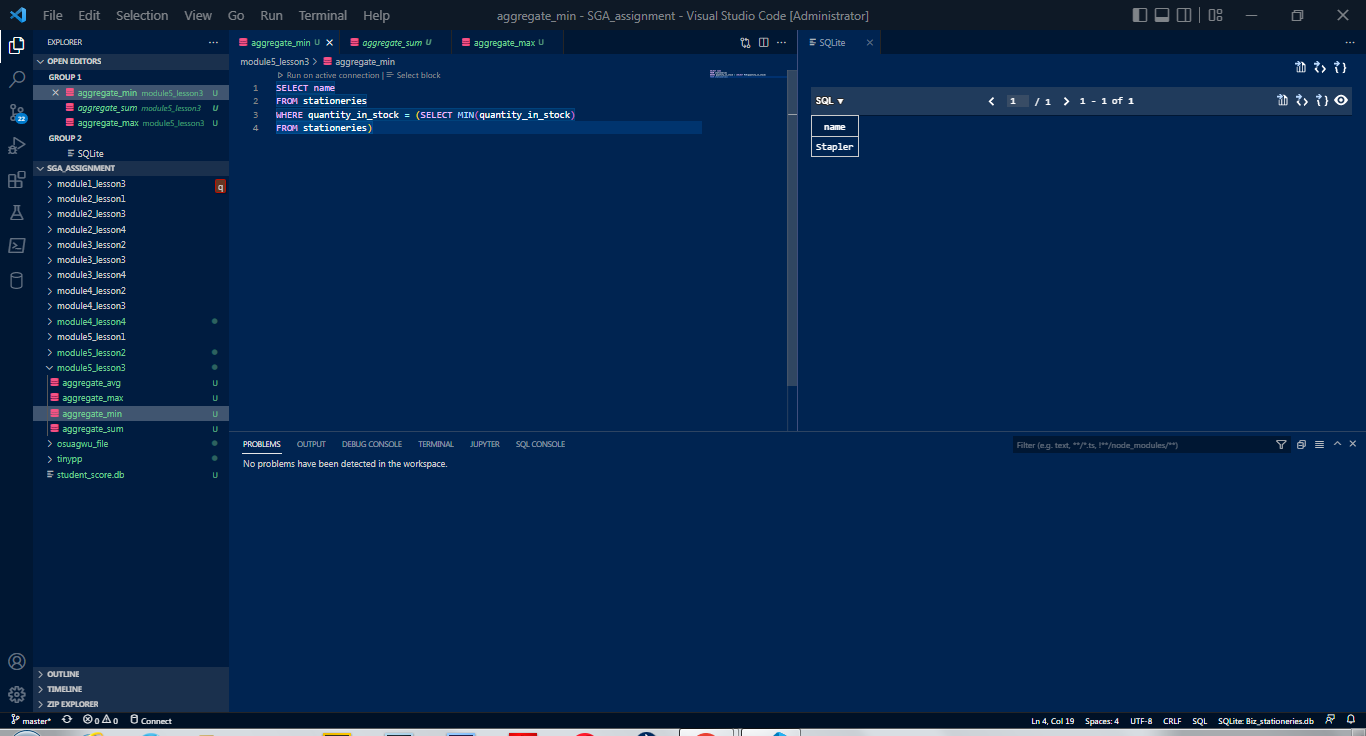 File Edit Selection View Go Run Terminal Help
aggregate_min - SGA_assignment - Visual Studio Code [Administrator]
EXPLORER
OPEN EDITORS
GROUP 1
aggregate_min module5_lesson3 U
aggregate_sum module5_lesson3 U
aggregate_max module5_lesson3 U
GROUP 2
SQLite
22
SGA_ASSIGNMENT
module1_lesson3
q
module2_lesson1
module2_lesson3
module2_lesson4
module3_lesson2
module3_lesson3
module3_lesson4
module4_lesson2
module4_lesson3
module4_lesson4
module5_lesson1
module5_lesson2
module5_lesson3
aggregate_avg U
aggregate_max U
aggregate_min U
aggregate_sum U
osuagwu_file
tinypp
student_score.db U
OUTLINE
TIMELINE
ZIP EXPLORER
aggregate_min U
aggregate_sum U
aggregate_max U
module5_lesson3 > aggregate_min
Run on active connection | Select block
1 SELECT name
2 FROM stationeries
3 WHERE quantity_in_stock = (SELECT MIN(quantity_in_stock)
4 FROM stationeries)
SQLite
SQL
1 / 1
1 - 1 of 1
name
Stapler
PROBLEMS OUTPUT DEBUG CONSOLE TERMINAL JUPYTER SQL CONSOLE
Filter (e.g. text, **/*.ts, !**/node_modules/**)
No problems have been detected in the workspace.
master* 0 0 Connect
Ln 4, Col 19 Spaces: 4 UTF-8 CRLF SQL SQLite: Biz_stationeries.db